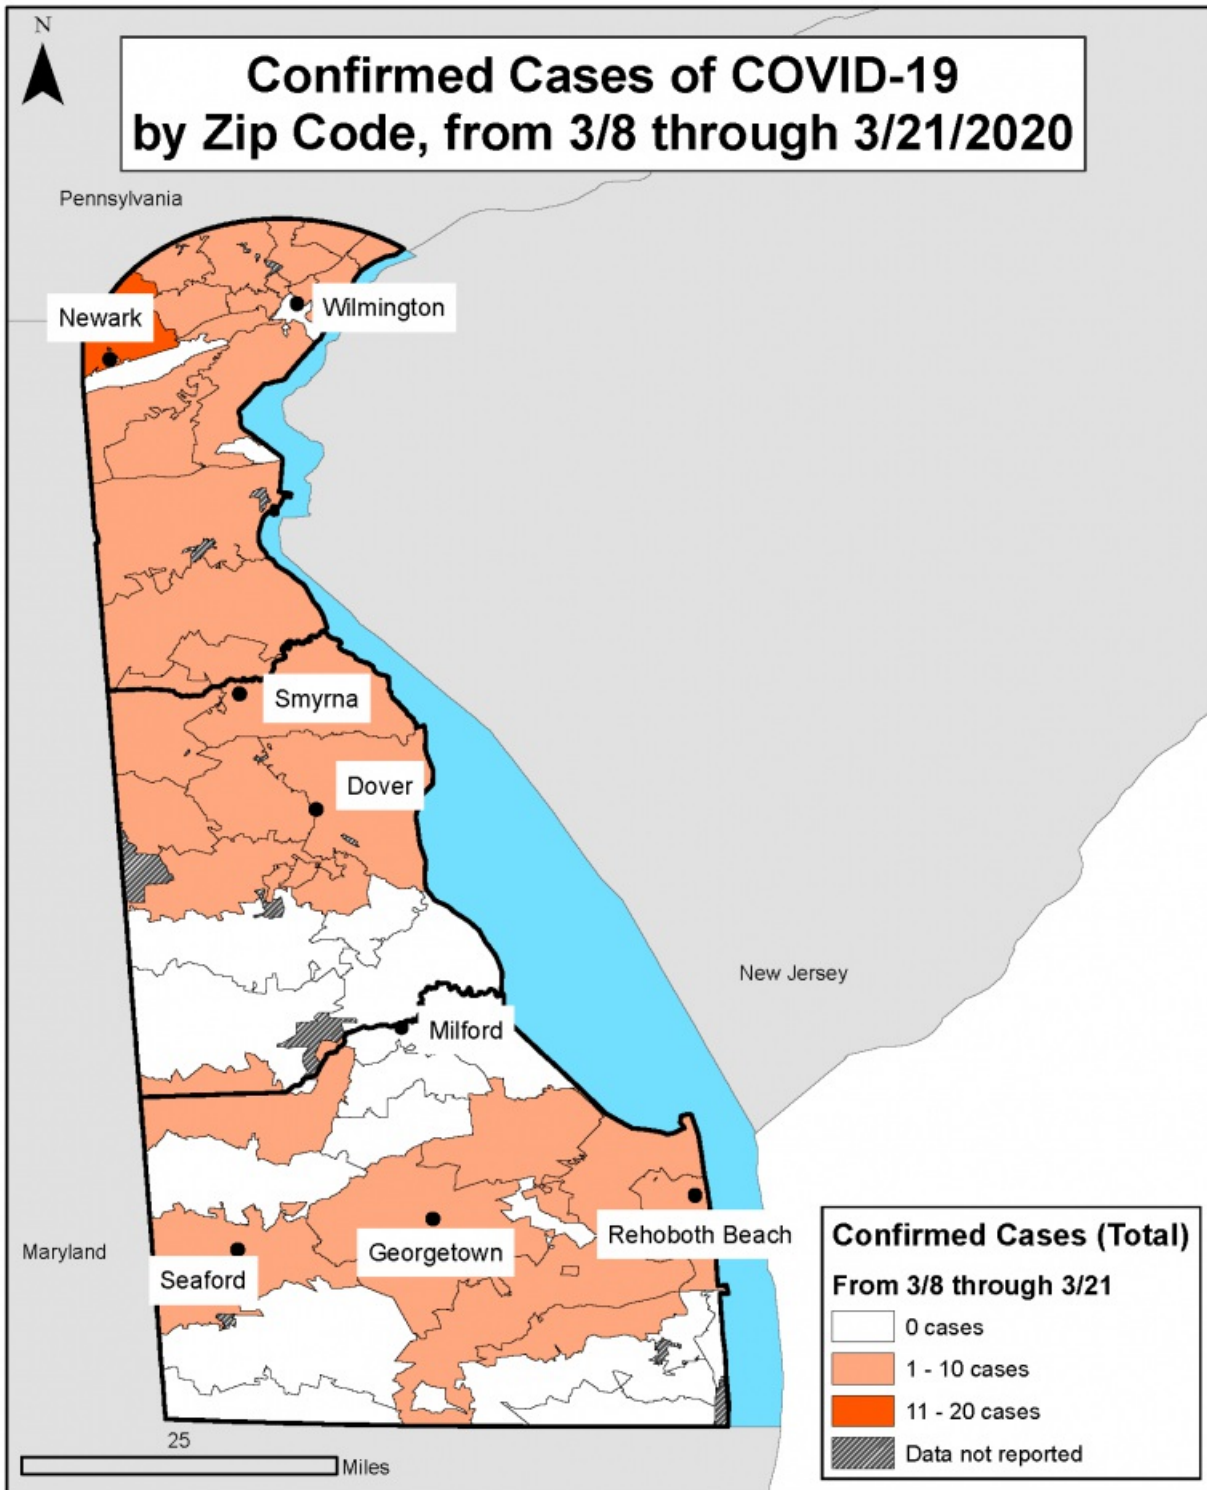 N
Confirmed Cases of COVID-19
by Zip Code, from 3/8 through 3/21/2020
Pennsylvania
Newark
Wilmington
Smyrna
Dover
New Jersey
Milford
Maryland
Seaford
Georgetown
Rehoboth Beach
Confirmed Cases (Total)
From 3/8 through 3/21
0 cases
1 - 10 cases
11 - 20 cases
Data not reported
25
Miles